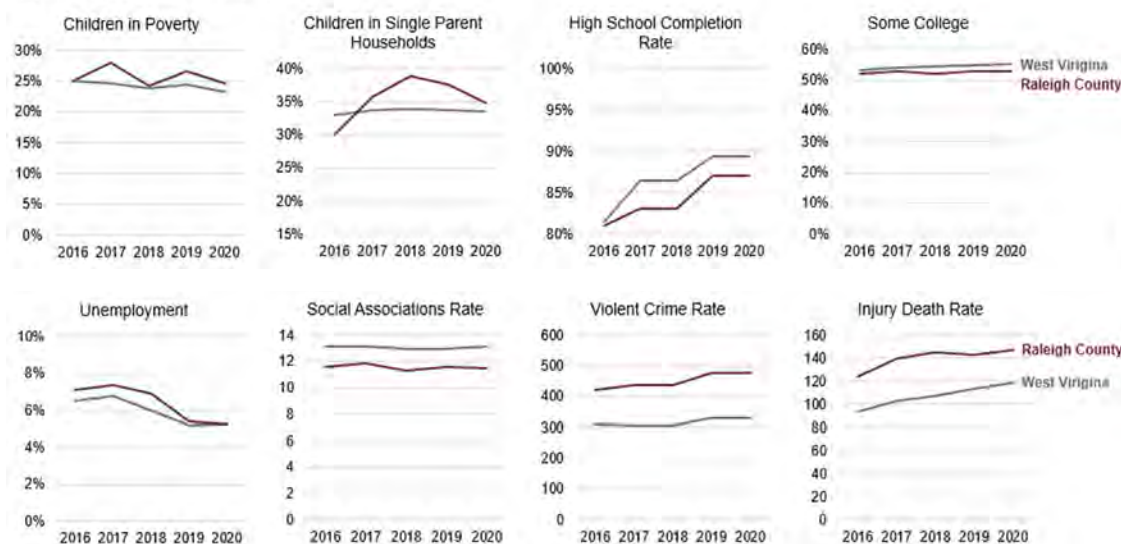 Children in Poverty
30%
25%
20%
15%
10%
5%
0%
2016 2017 2018 2019 2020
Children in Single Parent
Households
40%
35%
30%
25%
20%
15%
2016 2017 2018 2019 2020
High School Completion
Rate
100%
95%
90%
85%
80%
2016 2017 2018 2019 2020
Some College
60%
50%
40%
30%
20%
10%
0%
West Virigina
Raleigh County
2016 2017 2018 2019 2020
Unemployment
10%
8%
6%
4%
2%
0%
2016 2017 2018 2019 2020
Social Associations Rate
14
12
10
8
6
4
2
0
2016 2017 2018 2019 2020
Violent Crime Rate
600
500
400
300
200
100
0
2016 2017 2018 2019 2020
Injury Death Rate
160
140
120
100
80
60
40
20
0
Raleigh County
West Virigina
2016 2017 2018 2019 2020